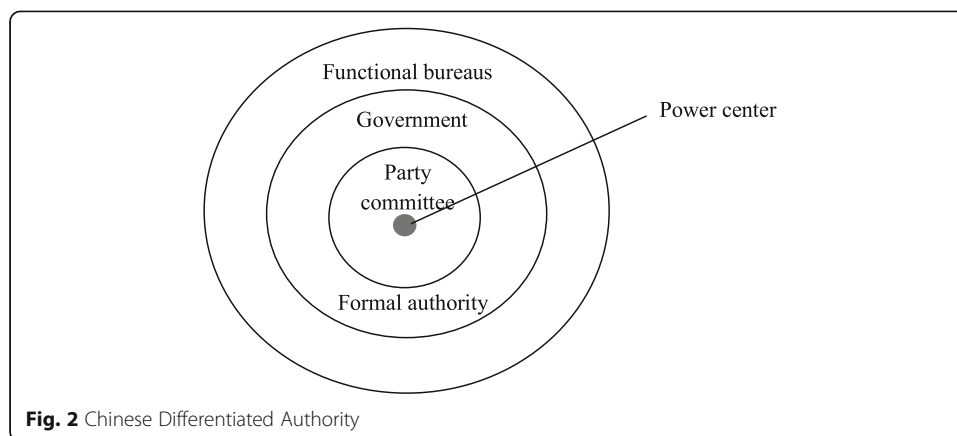 Functional bureaus
Government
Power center
Party
committee
Formal authority
Fig. 2 Chinese Differentiated Authority